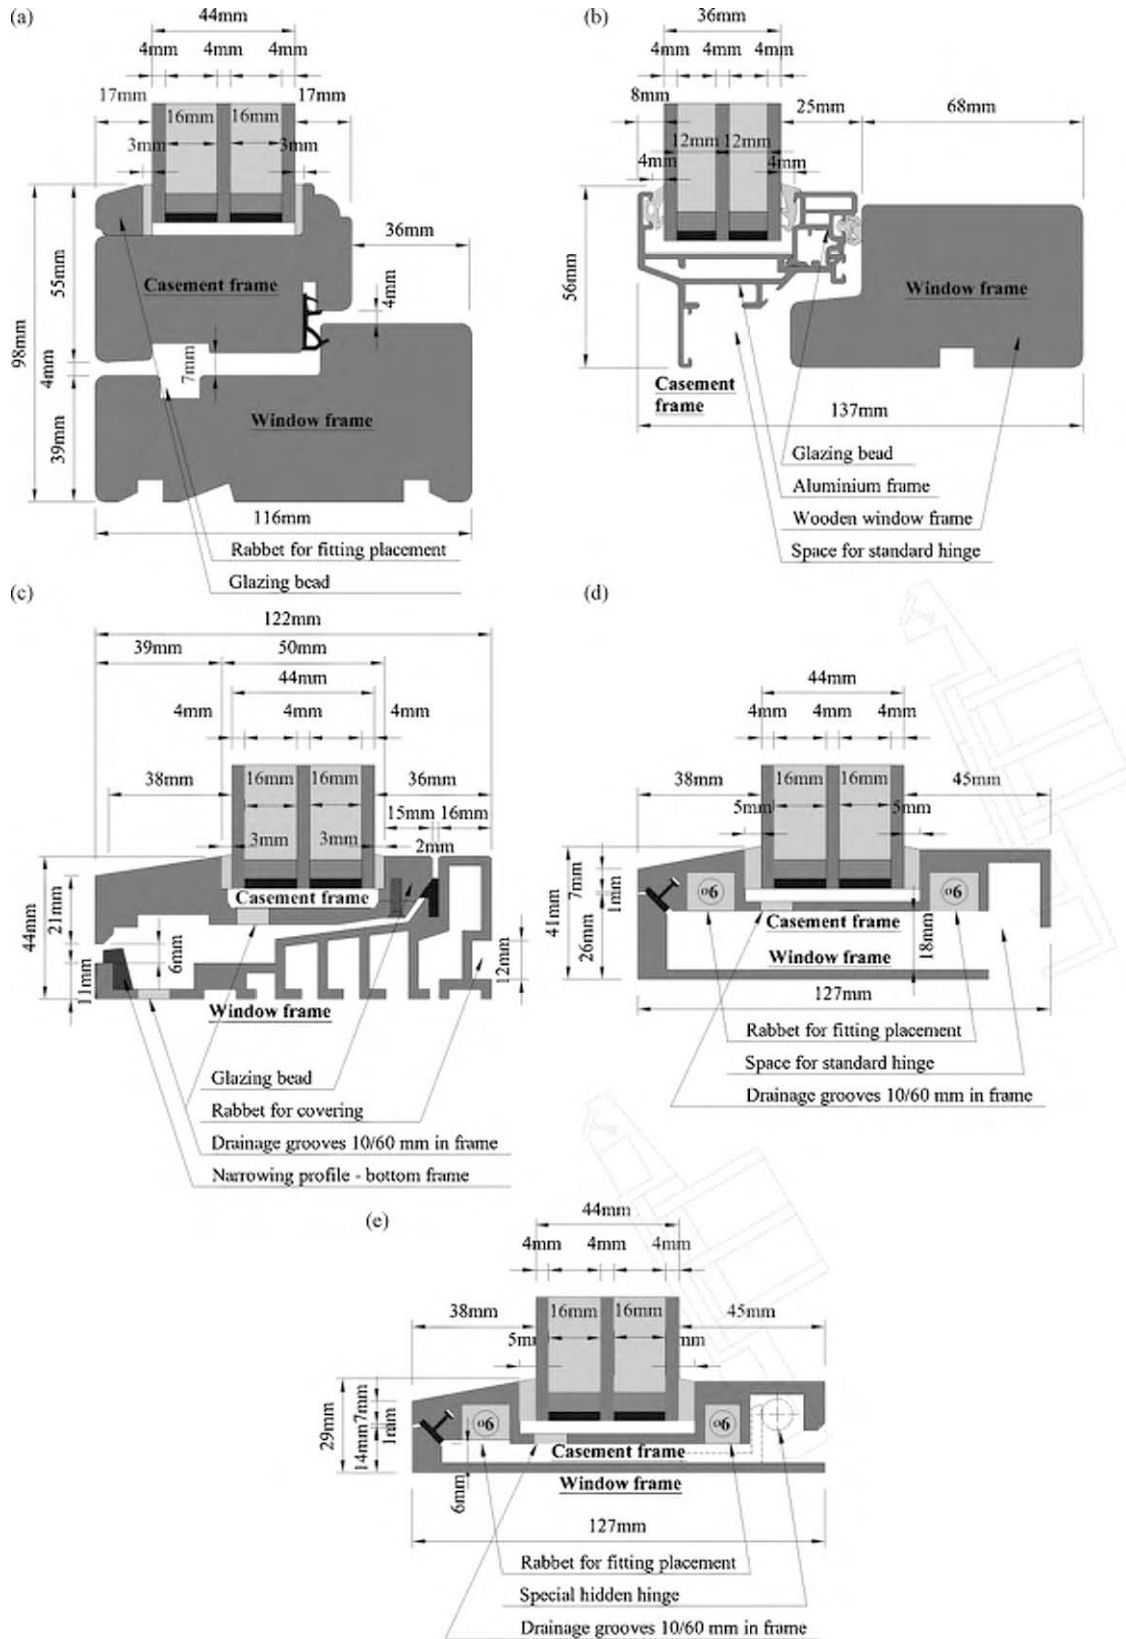 (a)
44mm
4mm 4mm 4mm
17mm 17mm
16mm 16mm
3mm 3mm
36mm
55mm
98mm
4mm
4mm
7mm
39mm
Casement frame
Window frame
116mm
Rabbet for fitting placement
Glazing bead
(b)
36mm
4mm 4mm 4mm
8mm 25mm 68mm
12mm 12mm
4mm 4mm
56mm
Window frame
Casement
frame
137mm
Glazing bead
Aluminium frame
Wooden window frame
Space for standard hinge
(c)
122mm
39mm 50mm
44mm
4mm 4mm 4mm
38mm 16mm 16mm 36mm
15mm 16mm
3mm 3mm
2mm
Casement frame
44mm
21mm
6mm
11mm
12mm
Window frame
Glazing bead
Rabbet for covering
Drainage grooves 10/60 mm in frame
Narrowing profile - bottom frame
(d)
44mm
4mm 4mm 4mm
38mm 16mm 16mm 45mm
5mm 5mm
41mm
7mm
1mm
26mm
18mm
o6 o6
Casement frame
Window frame
127mm
Rabbet for fitting placement
Space for standard hinge
Drainage grooves 10/60 mm in frame
(e)
44mm
4mm 4mm 4mm
38mm 16mm 16mm 45mm
29mm
14mm 7mm
1mm
6mm
o6 o6
Casement frame
Window frame
127mm
Rabbet for fitting placement
Special hidden hinge
Drainage grooves 10/60 mm in frame